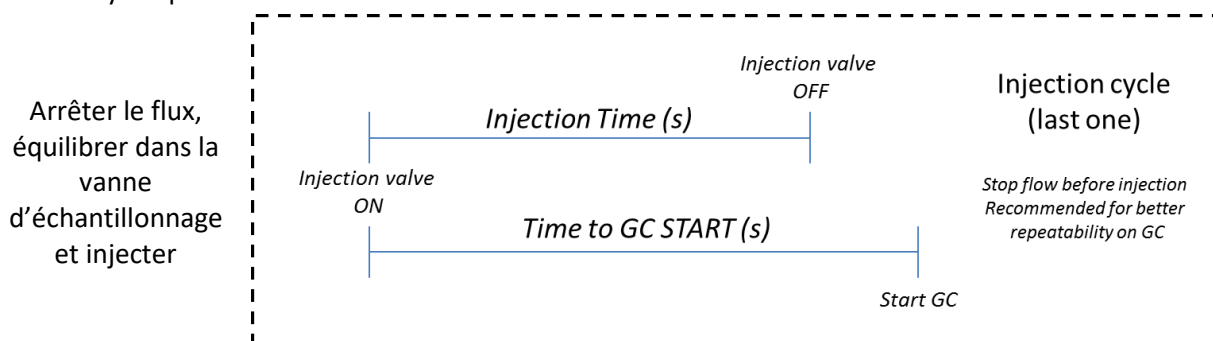 Arrêter le flux,
équilibrer dans la
vanne
d'échantillonnage
et injecter
Injection valve
OFF
Injection Time (s)
Injection valve
ON
Time to GC START (s)
Start GC
Injection cycle
(last one)
Stop flow before injection
Recommended for better
repeatability on GC